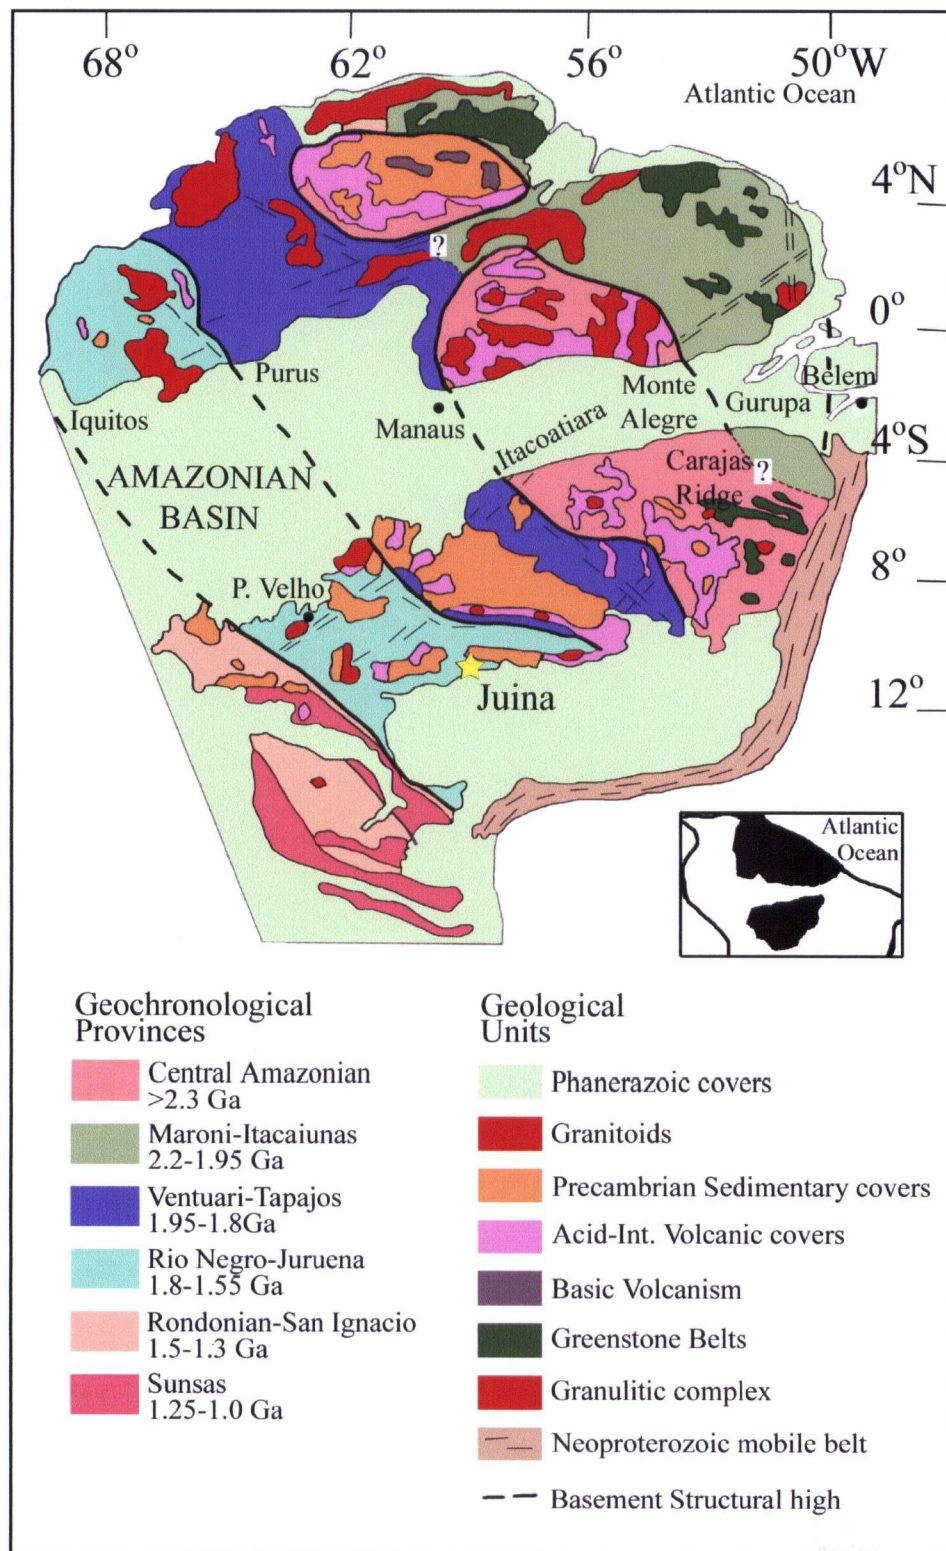 68° 62° 56° 50°W
Atlantic Ocean
4°N
0°
Purus
Belem
Monte
Alegre
Gurupa
Iquitos
Manaus
Itacoatiara
4°S
?
Carajas
Ridge
?
AMAZONIAN
BASIN
8°
P. Velho
Juina
12°
Atlantic
Ocean
Geochronological
Provinces
Central Amazonian
>2.3 Ga
Maroni-Itacaiunas
2.2-1.95 Ga
Ventuari-Tapajos
1.95-1.8Ga
Rio Negro-Juruena
1.8-1.55 Ga
Rondonian-San Ignacio
1.5-1.3 Ga
Sunsas
1.25-1.0 Ga
Geological
Units
Phanerazoic covers
Granitoids
Precambrian Sedimentary covers
Acid-Int. Volcanic covers
Basic Volcanism
Greenstone Belts
Granulitic complex
Neoproterozoic mobile belt
Basement Structural high